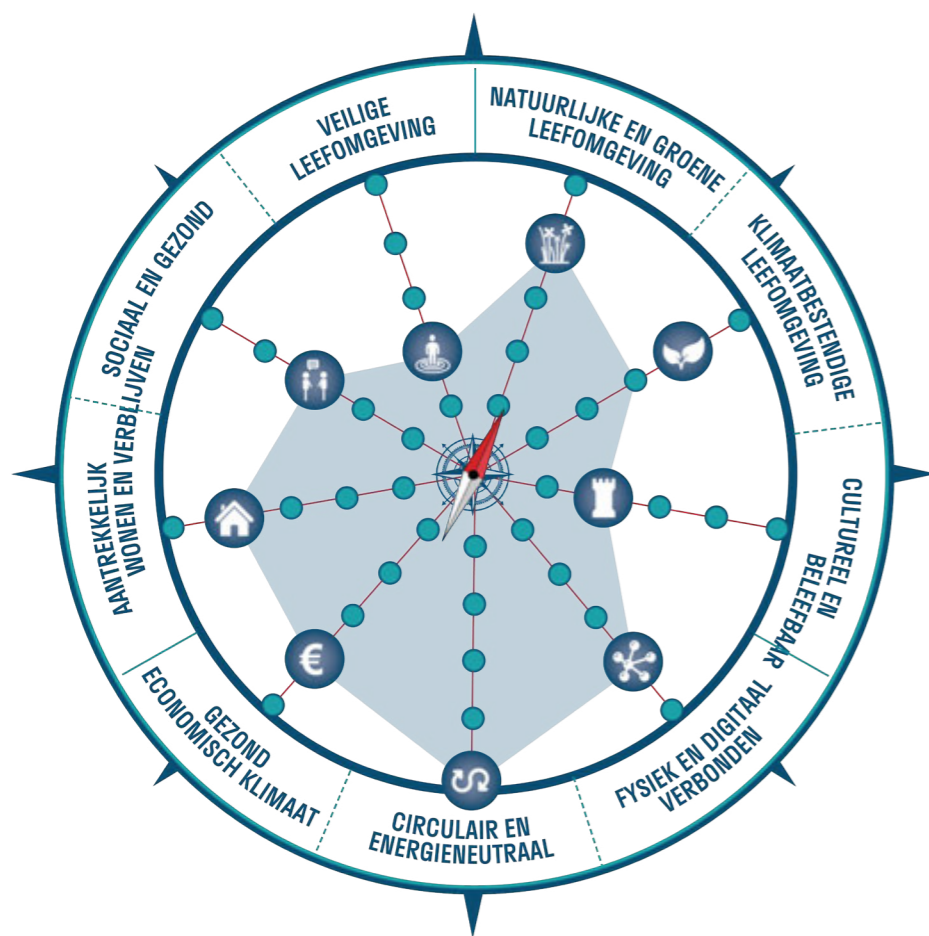 VEILIGE
LEEFOMGEVING
NATUURLIJKE EN GROENE
LEEFOMGEVING
KLIMAATBESTENDIGE
LEEFOMGEVING
CULTUREEL EN
BELEEFBAAR
FYSIEK EN DIGITAAL
VERBONDEN
CIRCULAIR EN
ENERGIENEUTRAAL
GEZOND
ECONOMISCH KLIMAAT
AANTREKKELIJK
WONEN EN VERBLIJVEN
SOCIAAL EN GEZOND
€